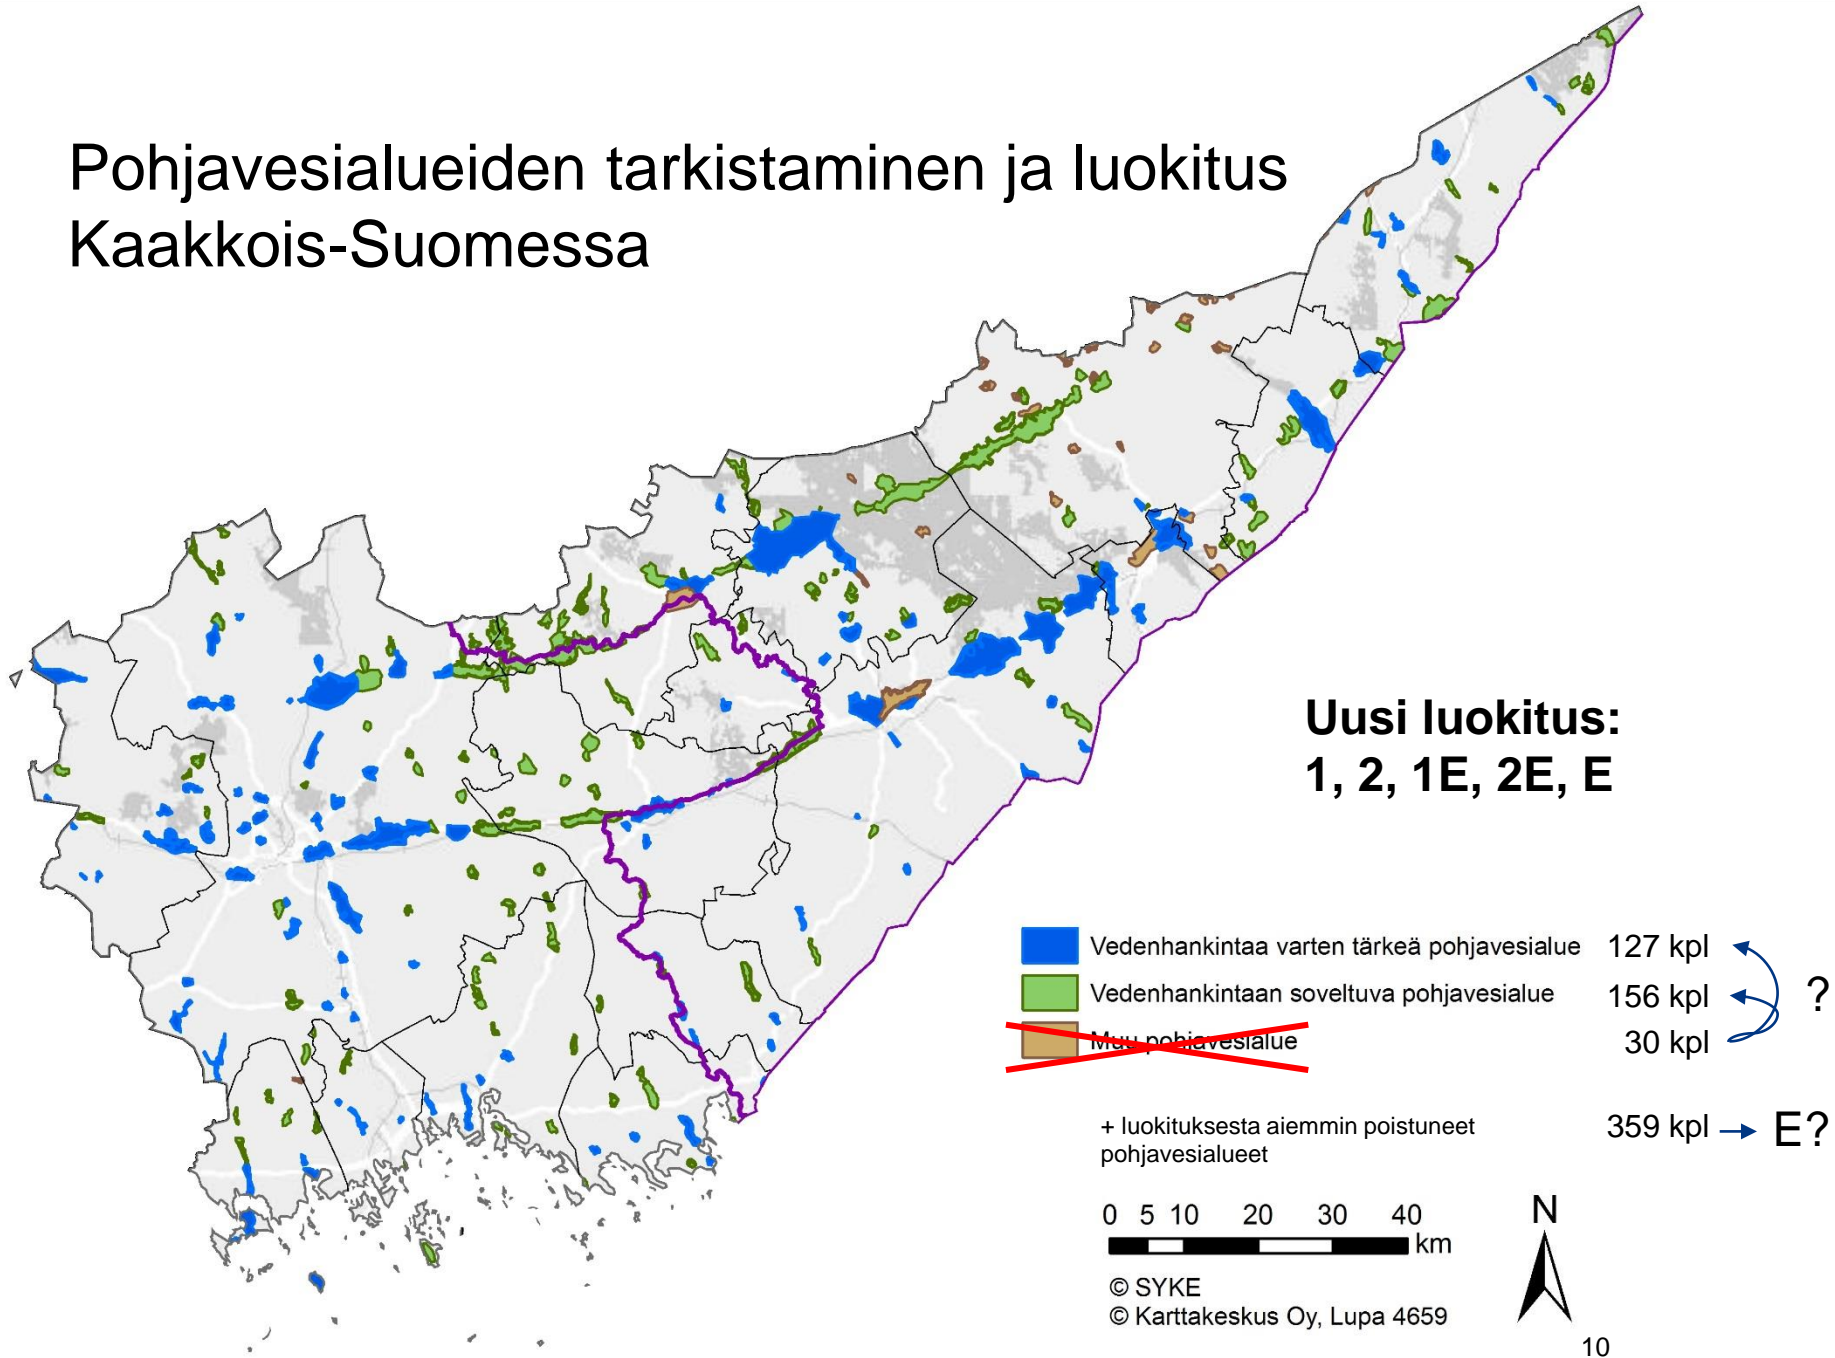 Pohjavesialueiden tarkistaminen ja luokitus
Kaakkois-Suomessa
Uusi luokitus:
1, 2, 1E, 2E, E
Vedenhankintaa varten tärkeä pohjavesialue 127 kpl
Vedenhankintaan soveltuva pohjavesialue 156 kpl ?
Muu pohjavesialue 30 kpl
+ luokituksesta aiemmin poistuneet 359 kpl E?
pohjavesialueet
0 5 10 20 30 40
km
N
© SYKE
© Karttakeskus Oy, Lupa 4659
10